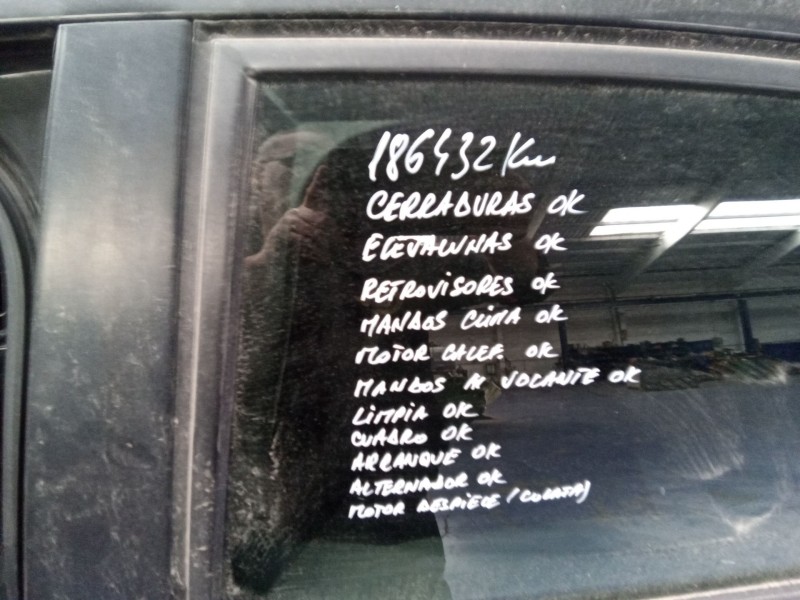 186432 Km
CERRADURAS OK
ELEVALUNAS OK
RETROVISORES OK
MANDOS CLIMA OK
MOTOR CALEF. OK
MANDOS VOLANTE OK
LIMPIA OK
CUADRO OK
ARRANQUE OK
ALTERNADOR OK
MOTOR DESPIECE